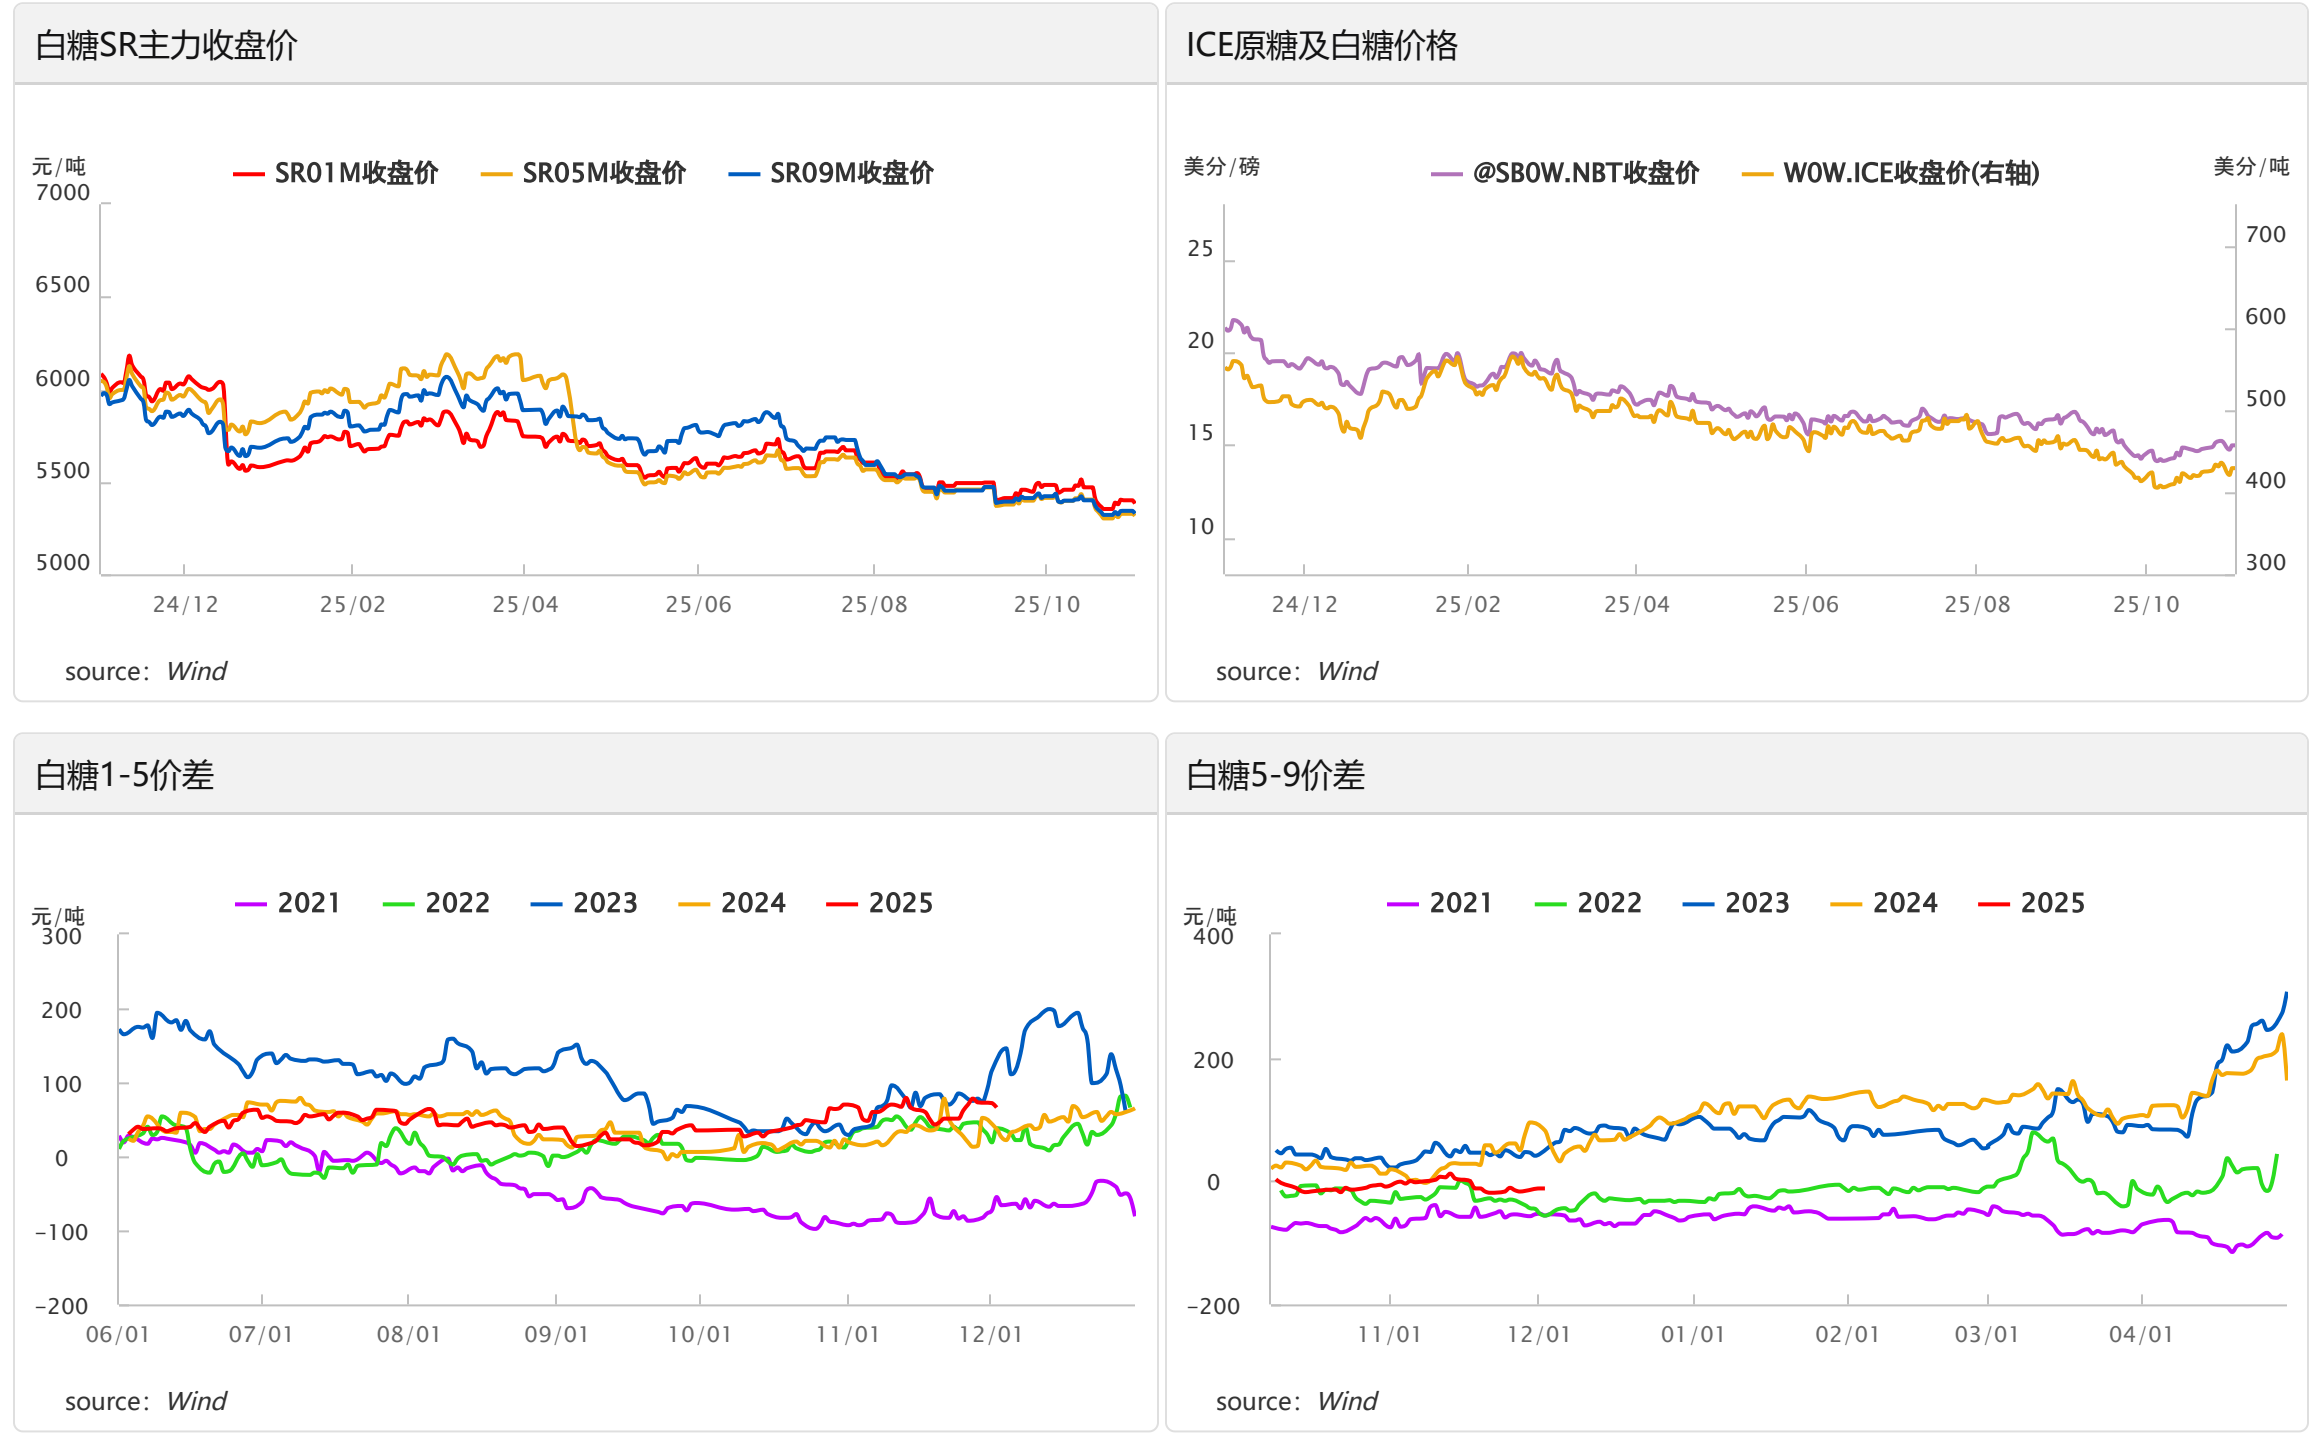 白糖SR主力收盘价
元/吨
SR01M收盘价 SR05M收盘价 SR09M收盘价
7000
6500
6000
5500
5000
24/12 25/02 25/04 25/06 25/08 25/10
source: Wind
ICE原糖及白糖价格
美分/磅
@SB0W.NBT收盘价 W0W.ICE收盘价(右轴)
美分/吨
25
20
15
10
700
600
500
400
300
24/12 25/02 25/04 25/06 25/08 25/10
source: Wind
白糖1-5价差
2021 2022 2023 2024 2025
元/吨
300
200
100
0
-100
-200
06/01 07/01 08/01 09/01 10/01 11/01 12/01
source: Wind
白糖5-9价差
2021 2022 2023 2024 2025
元/吨
400
200
0
-200
11/01 12/01 01/01 02/01 03/01 04/01
source: Wind